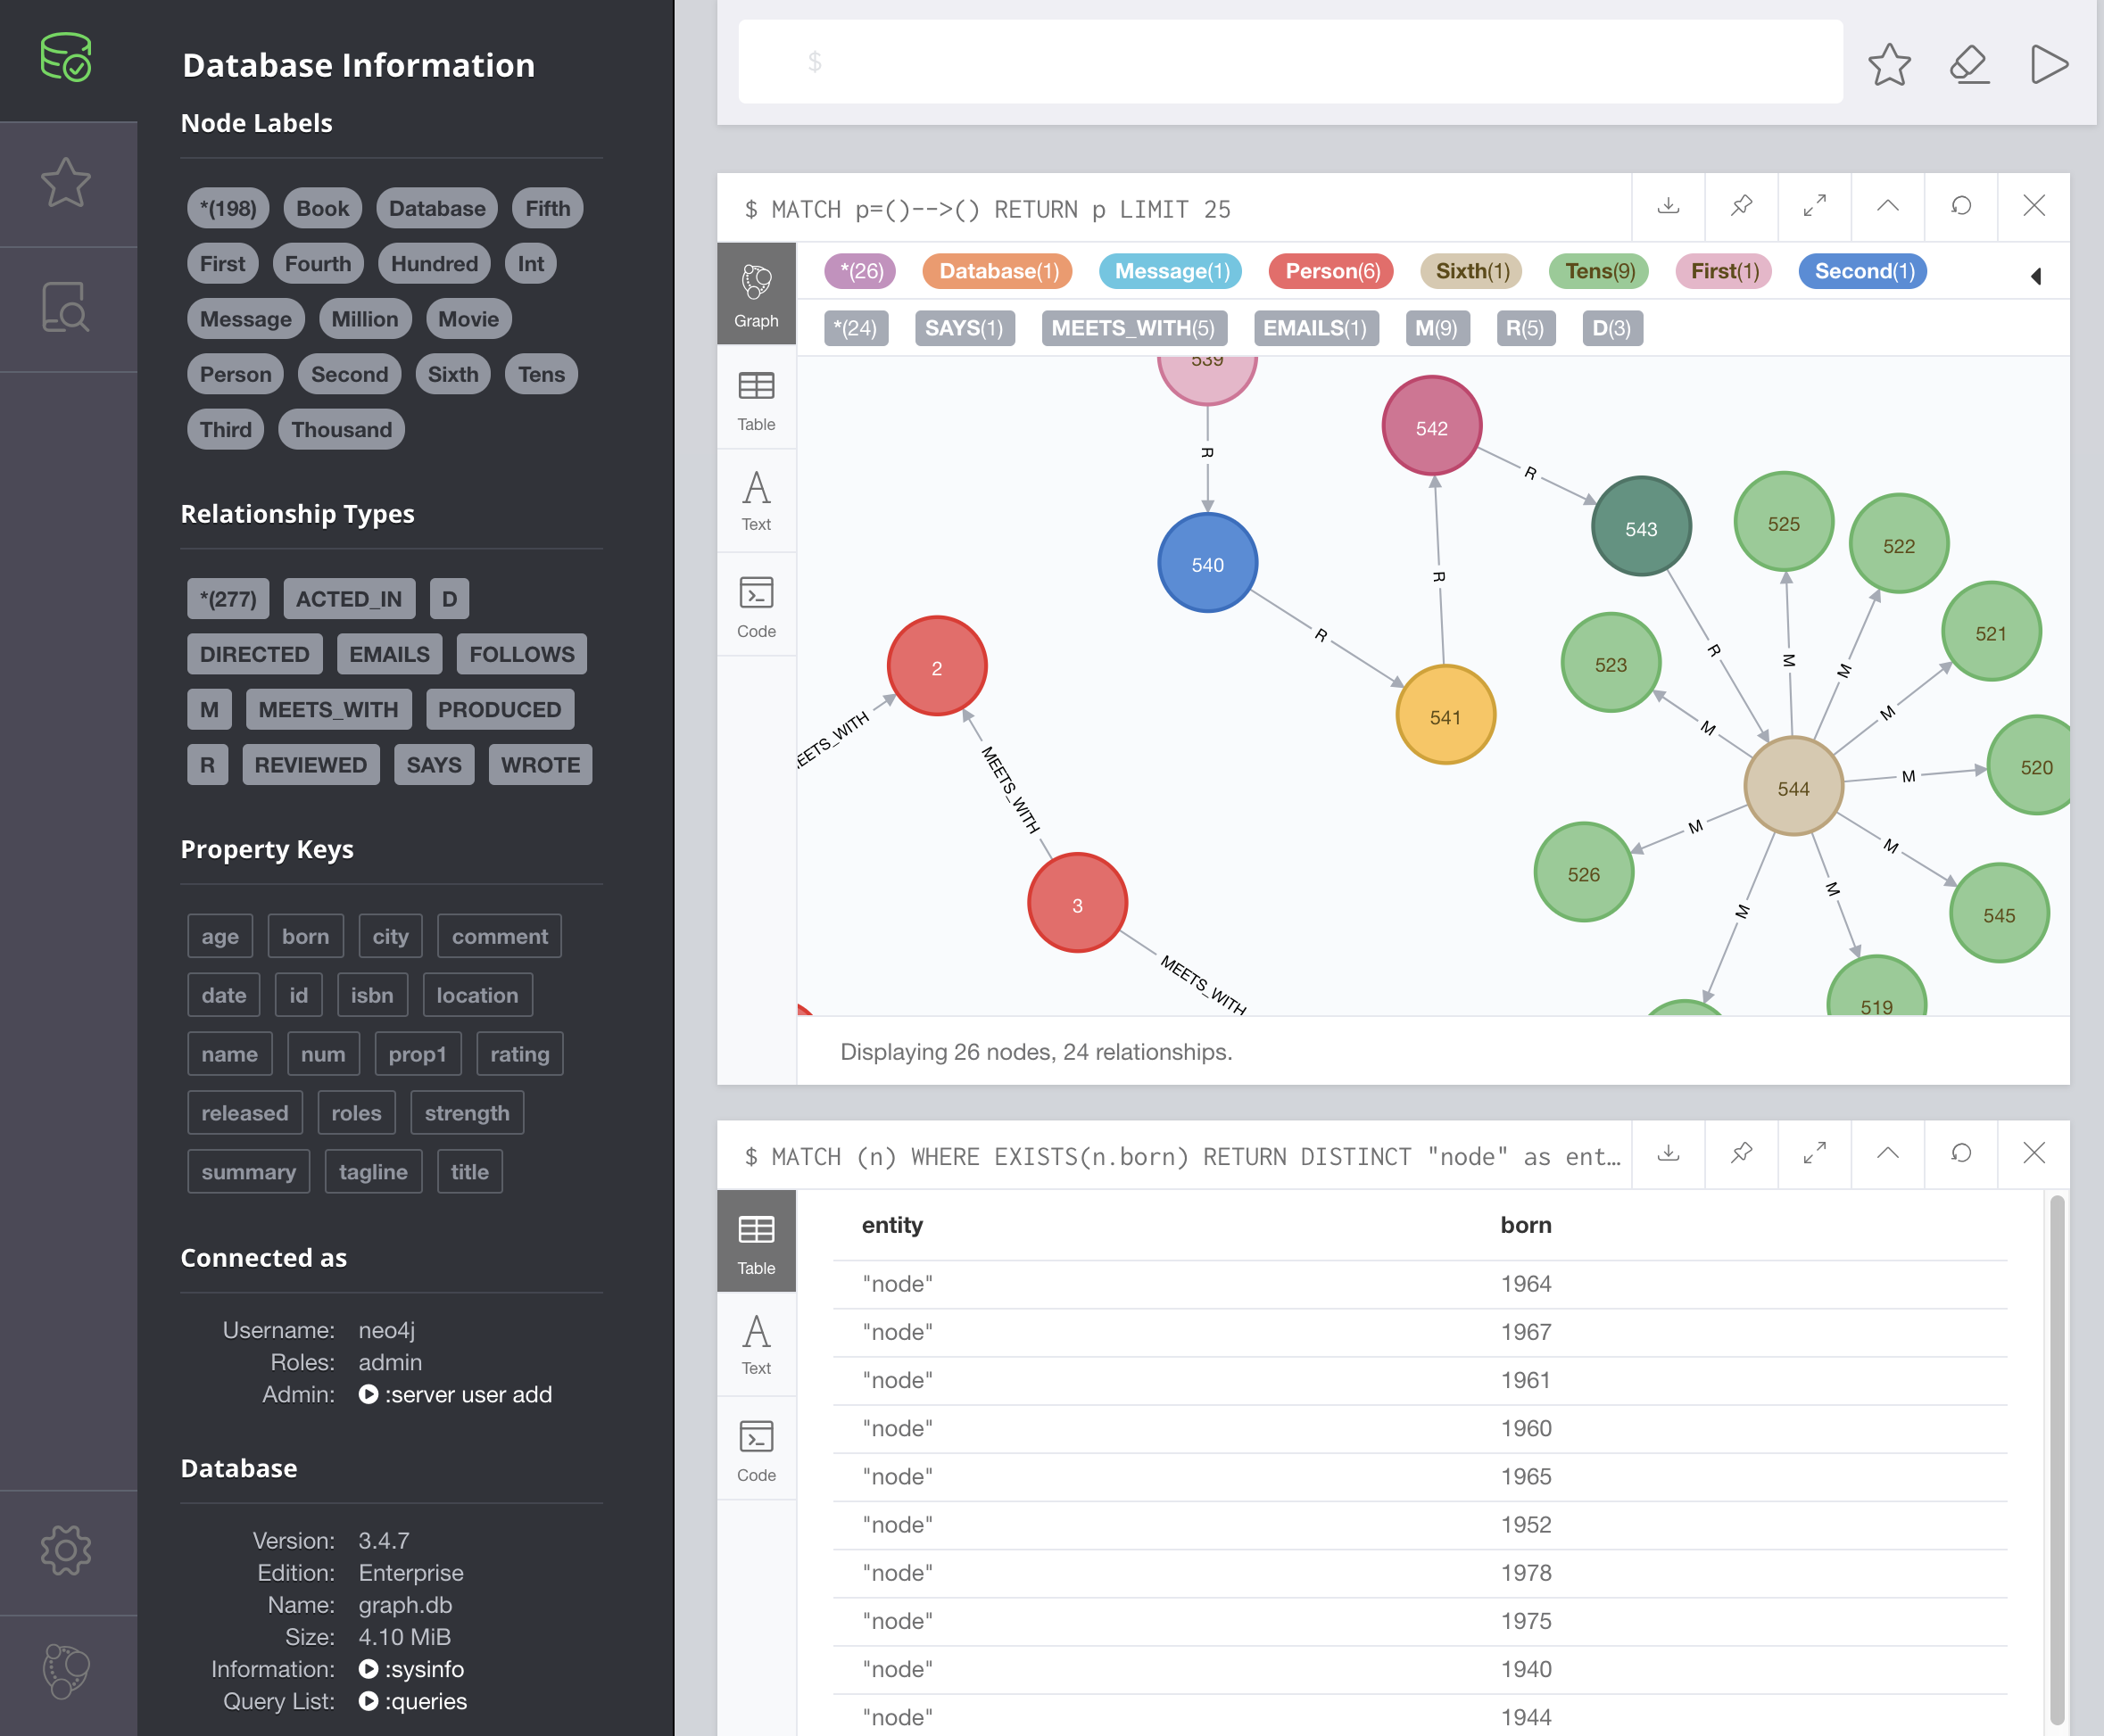 Database Information
Node Labels
*(198) Book Database Fifth
First Fourth Hundred Int
Message Million Movie
Person Second Sixth Tens
Third Thousand
Relationship Types
*(277) ACTED_IN D
DIRECTED EMAILS FOLLOWS
M MEETS_WITH PRODUCED
R REVIEWED SAYS WROTE
Property Keys
age born city comment
date id isbn location
name num prop1 rating
released roles strength
summary tagline title
Connected as
Username: neo4j
Roles: admin
Admin: :server user add
Database
Version: 3.4.7
Edition: Enterprise
Name: graph.db
Size: 4.10 MiB
Information: :sysinfo
Query List: :queries
$
$ MATCH p=()-->() RETURN p LIMIT 25
Graph
Table
Text
Code
*(26) Database(1) Message(1) Person(6) Sixth(1) Tens(9) First(1) Second(1)
*(24) SAYS(1) MEETS_WITH(5) EMAILS(1) M(9) R(5) D(3)
539
R
542
R
540
R
543
525
522
R
541
2
EETS_WITH
MEETS_WITH
3
MEETS_WITH
R
M
M
521
523
M
M
M
520
544
M
526
M
M
545
M
M
519
Displaying 26 nodes, 24 relationships.
$ MATCH (n) WHERE EXISTS(n.born) RETURN DISTINCT "node" as ent…
Table
Text
Code
entity born
"node" 1964
"node" 1967
"node" 1961
"node" 1960
"node" 1965
"node" 1952
"node" 1978
"node" 1975
"node" 1940
"node" 1944